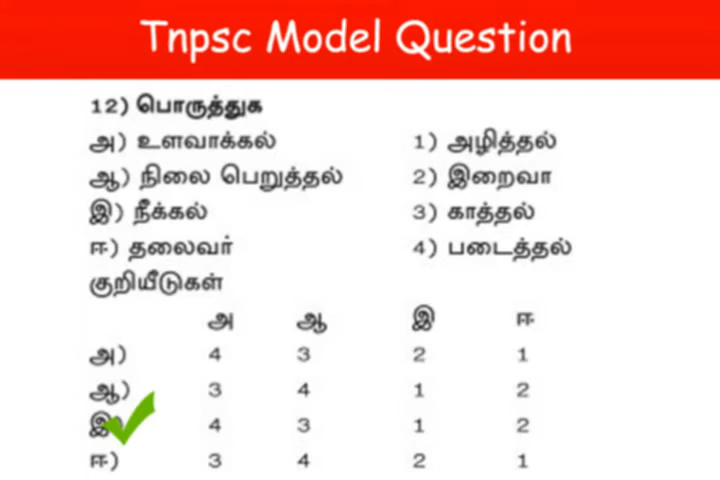 Tnpsc Model Question
12) பொருத்துக
அ) உளவாக்கல் 1) அழித்தல்
ஆ) நிலை பெறுத்தல் 2) இறைவா
இ) நீக்கல் 3) காத்தல்
ஈ) தலைவர் 4) படைத்தல்
குறியீடுகள்
அ ஆ இ ஈ
அ) 4 3 2 1
ஆ) 3 4 1 2
இ) 4 3 1 2
ஈ) 3 4 2 1